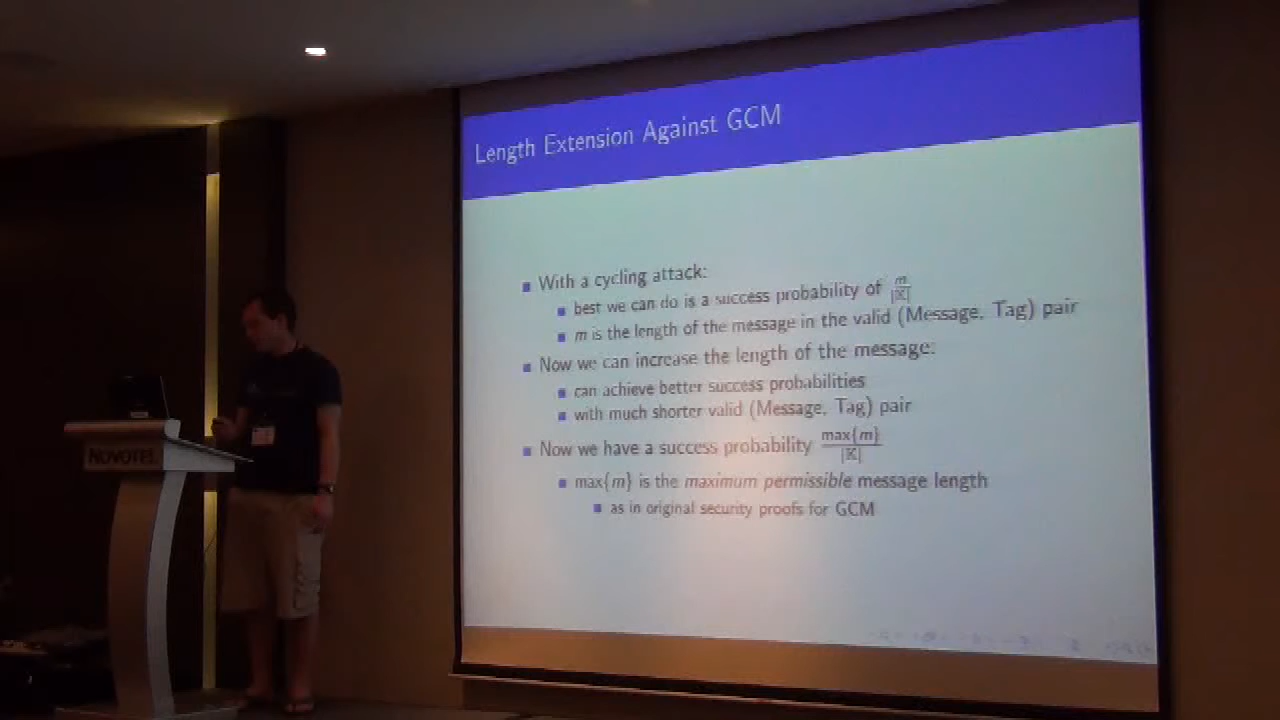 Length Extension Against GCM
With a cycling attack:
best we can do is a success probability of m/|𝕂|
m is the length of the message in the valid (Message, Tag) pair
Now we can increase the length of the message:
can achieve better success probabilities
with much shorter valid (Message, Tag) pair
Now we have a success probability max{m}/|𝕂|
max{m} is the maximum permissible message length
as in original security proofs for GCM
NOVOTEL